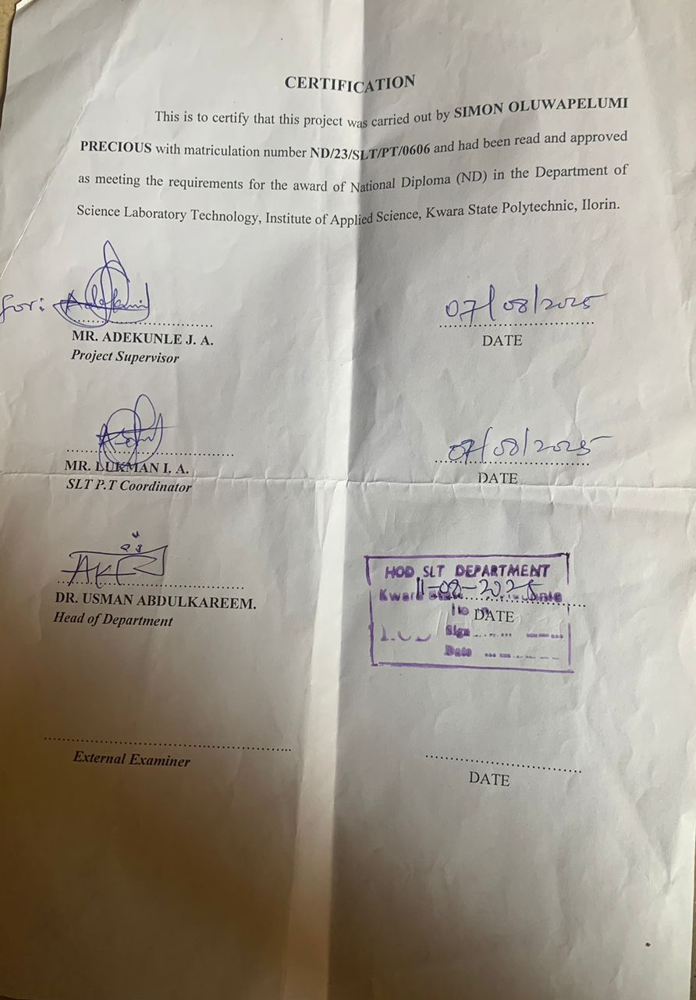 CERTIFICATION
This is to certify that this project was carried out by SIMON OLUWAPELUMI
PRECIOUS with matriculation number ND/23/SLT/PT/0606 and had been read and approved
as meeting the requirements for the award of National Diploma (ND) in the Department of
Science Laboratory Technology, Institute of Applied Science, Kwara State Polytechnic, Ilorin.
for:
07/08/2025
MR. ADEKUNLE J. A.
DATE
Project Supervisor
07/08/2025
MR. LUKMAN I. A.
DATE
SLT P.T Coordinator
HOD SLT DEPARTMENT
11-08-2025
Kwara
DR. USMAN ABDULKAREEM.
DATE
Head of Department
Sign
Date
External Examiner
DATE